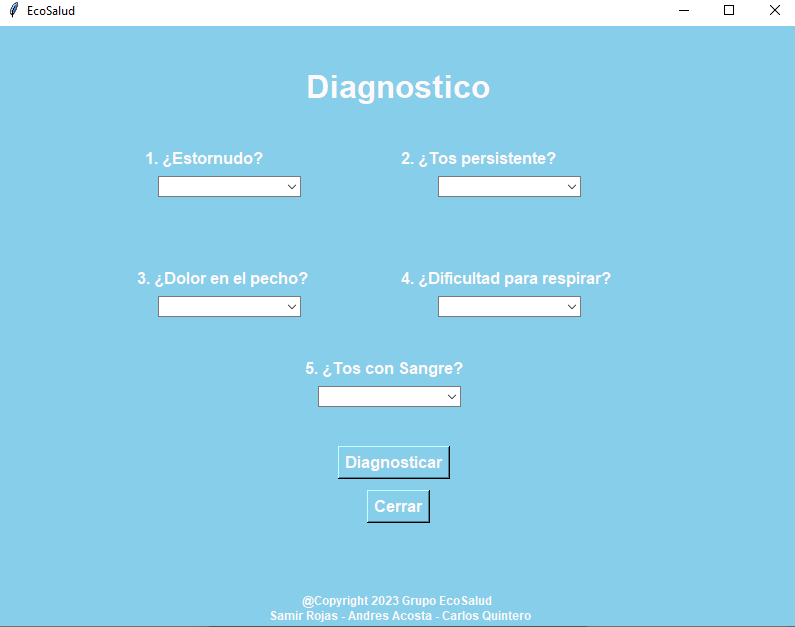 EcoSalud
Diagnostico
1. ¿Estornudo?
2. ¿Tos persistente?
3. ¿Dolor en el pecho?
4. ¿Dificultad para respirar?
5. ¿Tos con Sangre?
Diagnosticar
Cerrar
@Copyright 2023 Grupo EcoSalud
Samir Rojas - Andres Acosta - Carlos Quintero